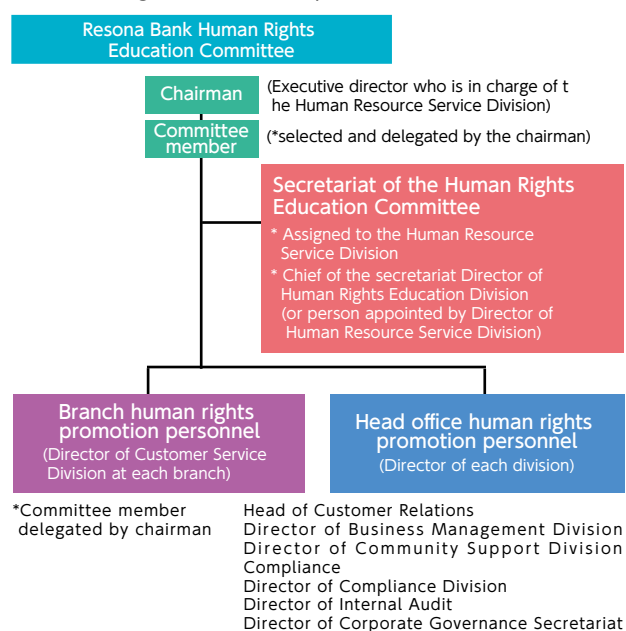 Resona Bank Human Rights
Education Committee
Chairman
(Executive director who is in charge of t
he Human Resource Service Division)
Committee
member
(*selected and delegated by the chairman)
Secretariat of the Human Rights
Education Committee
* Assigned to the Human Resource
Service Division
* Chief of the secretariat Director of
Human Rights Education Division
(or person appointed by Director of
Human Resource Service Division)
Branch human rights
promotion personnel
(Director of Customer Service
Division at each branch)
Head office human rights
promotion personnel
(Director of each division)
*Committee member
delegated by chairman
Head of Customer Relations
Director of Business Management Division
Director of Community Support Division
Compliance
Director of Compliance Division
Director of Internal Audit
Director of Corporate Governance Secretariat